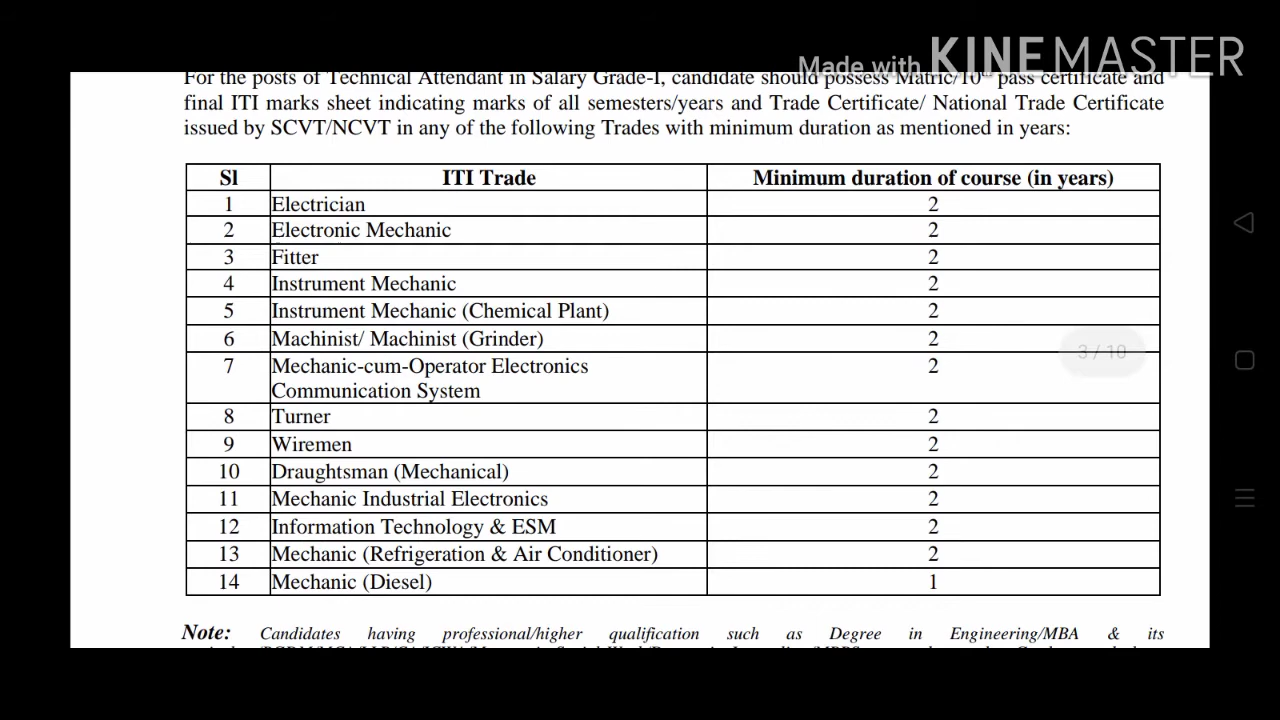 Made with KINEMASTER
For the posts of Technical Attendant in Salary Grade-I, candidate should possess Matric/10th pass certificate and
final ITI marks sheet indicating marks of all semesters/years and Trade Certificate/ National Trade Certificate
issued by SCVT/NCVT in any of the following Trades with minimum duration as mentioned in years:
Sl ITI Trade Minimum duration of course (in years)
1 Electrician 2
2 Electronic Mechanic 2
3 Fitter 2
4 Instrument Mechanic 2
5 Instrument Mechanic (Chemical Plant) 2
6 Machinist/ Machinist (Grinder) 2
3 / 10
7 Mechanic-cum-Operator Electronics 2
Communication System
8 Turner 2
9 Wiremen 2
10 Draughtsman (Mechanical) 2
11 Mechanic Industrial Electronics 2
12 Information Technology & ESM 2
13 Mechanic (Refrigeration & Air Conditioner) 2
14 Mechanic (Diesel) 1
Note: Candidates having professional/higher qualification such as Degree in Engineering/MBA & its